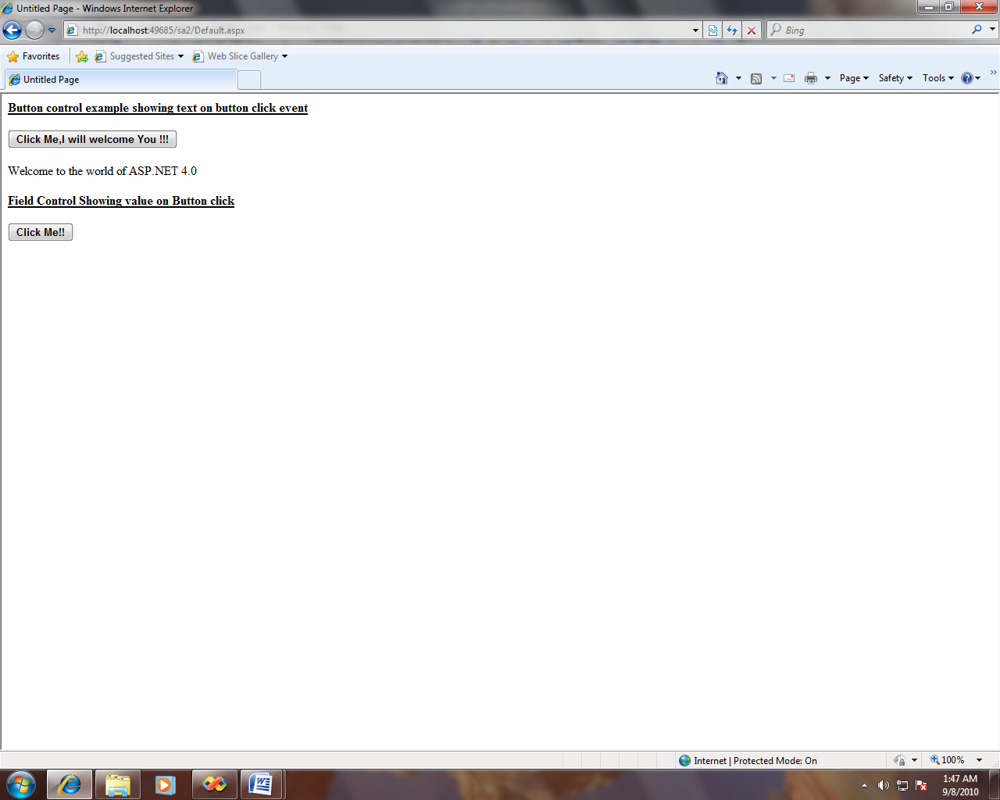 Untitled Page - Windows Internet Explorer
http://localhost:49685/sa2/Default.aspx
Bing
Favorites
Suggested Sites
Web Slice Gallery
Untitled Page
Page
Safety
Tools
»
Button control example showing text on button click event
Click Me,I will welcome You !!!
Welcome to the world of ASP.NET 4.0
Field Control Showing value on Button click
Click Me!!
Internet | Protected Mode: On
100%
1:47 AM
9/8/2010